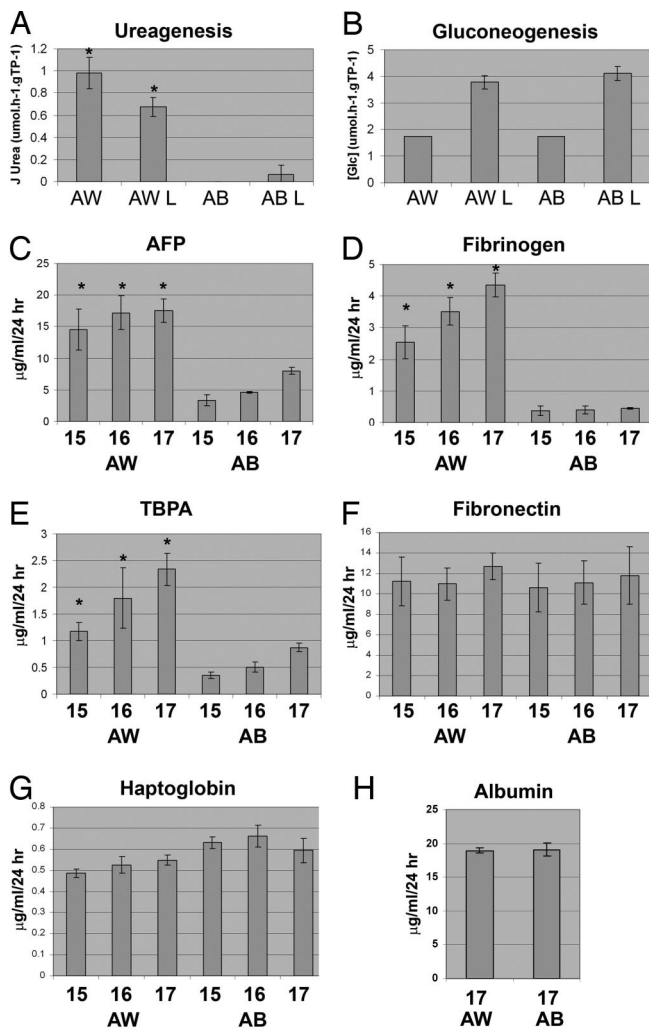 A
Ureagenesis
J Urea (umol.h-1.gTP-1)
1.2
1
0.8
0.6
0.4
0.2
0
*
*
AW
AW L
AB
AB L
B
Gluconeogenesis
[Glc] (umol.h-1.gTP-1)
5
4
3
2
1
0
AW
AW L
AB
AB L
C
AFP
µg/ml/24 hr
25
20
15
10
5
0
* * *
15 16 17 15 16 17
AW AB
D
Fibrinogen
µg/ml/24 hr
5
4
3
2
1
0
* * *
15 16 17 15 16 17
AW AB
E
TBPA
µg/ml/24 hr
3
2.5
2
1.5
1
0.5
0
* * *
15 16 17 15 16 17
AW AB
F
Fibronectin
µg/ml/24 hr
16
14
12
10
8
6
4
2
0
15 16 17 15 16 17
AW AB
G
Haptoglobin
µg/ml/24 hr
0.8
0.7
0.6
0.5
0.4
0.3
0.2
0.1
0
15 16 17 15 16 17
AW AB
H
Albumin
µg/ml/24 hr
25
20
15
10
5
0
17 17
AW AB